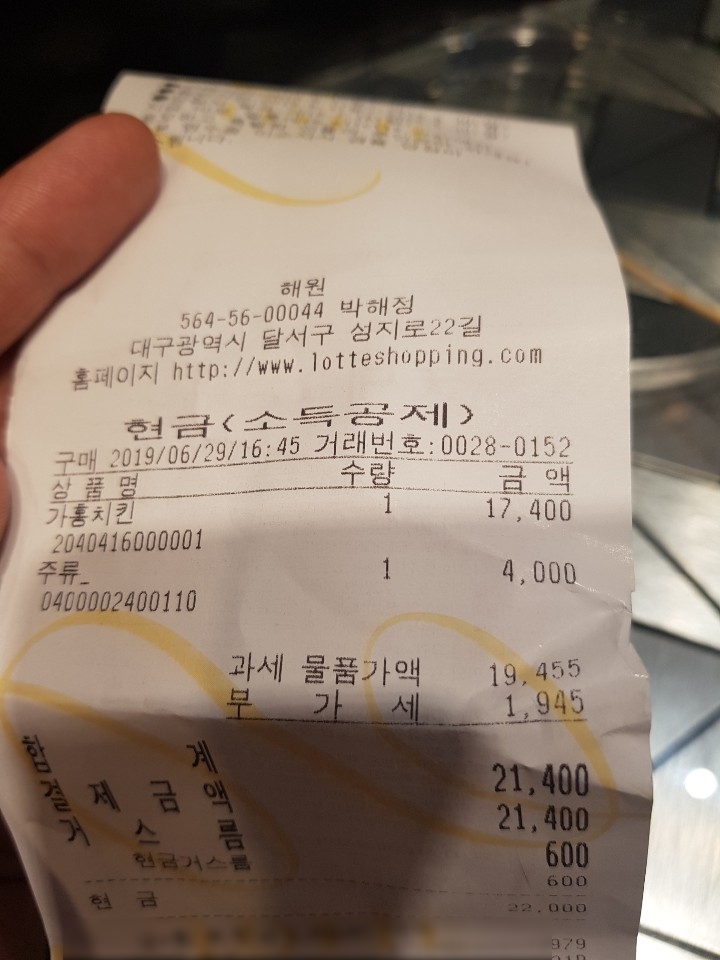 해원
564-56-00044 박해정
대구광역시 달서구 성지로22길
홈페이지 http://www.lotteshopping.com
현금(소득공제)
구매 2019/06/29/16:45 거래번호:0028-0152
상 품 명 수량 금 액
가홍치킨 1 17,400
2040416000001
주류_ 1 4,000
0400002400110
과세 물품가액 19,455
부 가 세 1,945
합 계 21,400
결 제 금 액 21,400
거 스 름 600
현금거스름 600
현 금 22,000
979